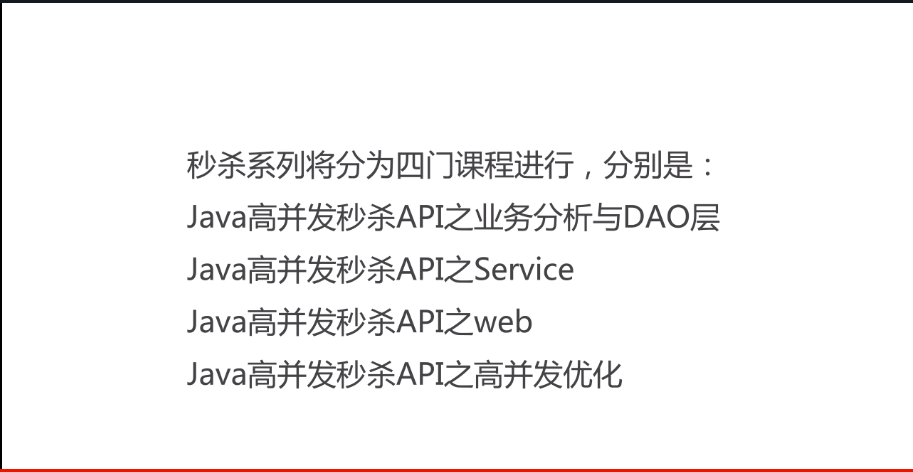 秒杀系列将分为四门课程进行，分别是：
Java高并发秒杀API之业务分析与DAO层
Java高并发秒杀API之Service
Java高并发秒杀API之web
Java高并发秒杀API之高并发优化